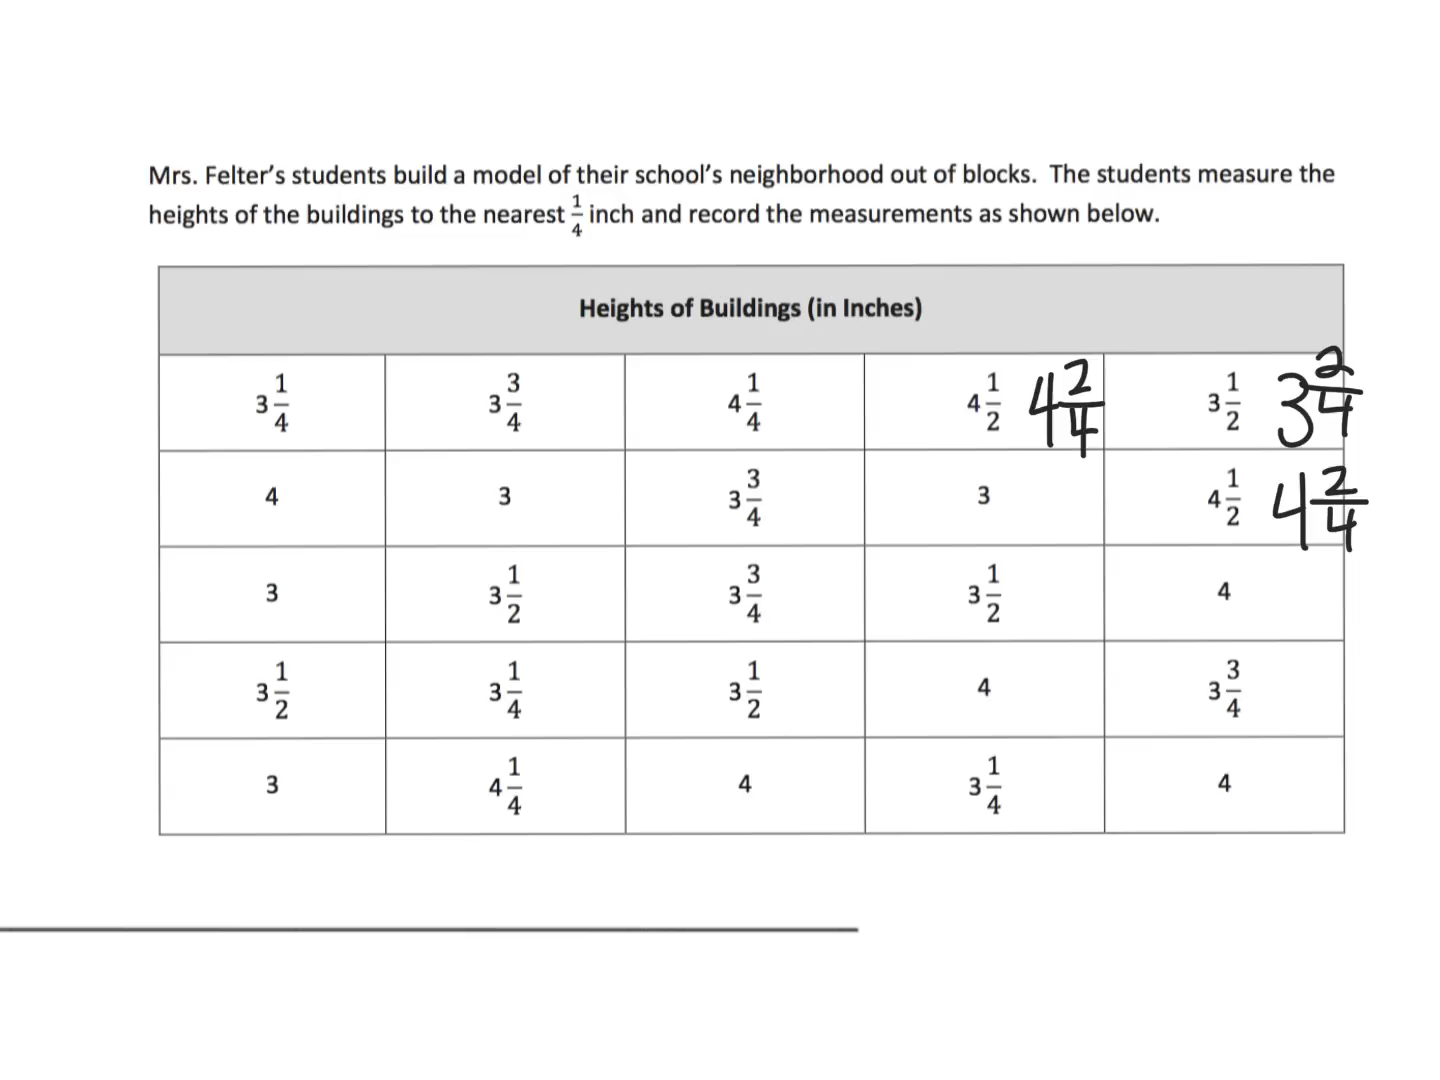 Mrs. Felter's students build a model of their school's neighborhood out of blocks. The students measure the
heights of the buildings to the nearest 1/4 inch and record the measurements as shown below.
Heights of Buildings (in Inches)
3 1/4 3 3/4 4 1/4 4 1/2 4 2/4 3 1/2 3 2/4
4 3 3 3/4 3 4 1/2 4 2/4
3 3 1/2 3 3/4 3 1/2 4
3 1/2 3 1/4 3 1/2 4 3 3/4
3 4 1/4 4 3 1/4 4